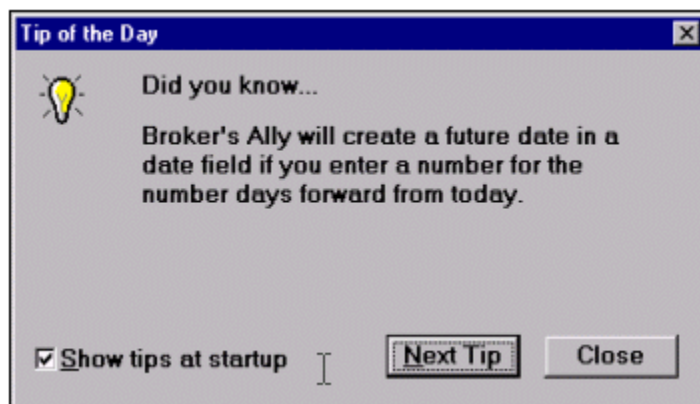 Tip of the Day
Did you know...
Broker's Ally will create a future date in a
date field if you enter a number for the
number days forward from today.
Show tips at startup
Next Tip
Close